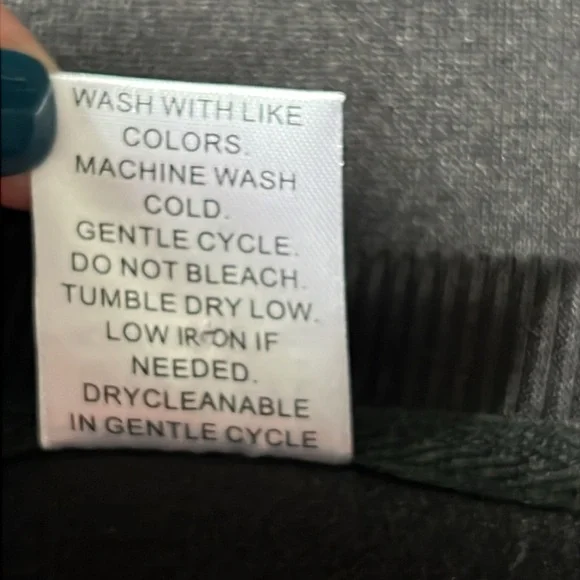 WASH WITH LIKE
COLORS.
MACHINE WASH
COLD.
GENTLE CYCLE.
DO NOT BLEACH.
TUMBLE DRY LOW.
LOW IRON IF
NEEDED.
DRYCLEANABLE
IN GENTLE CYCLE